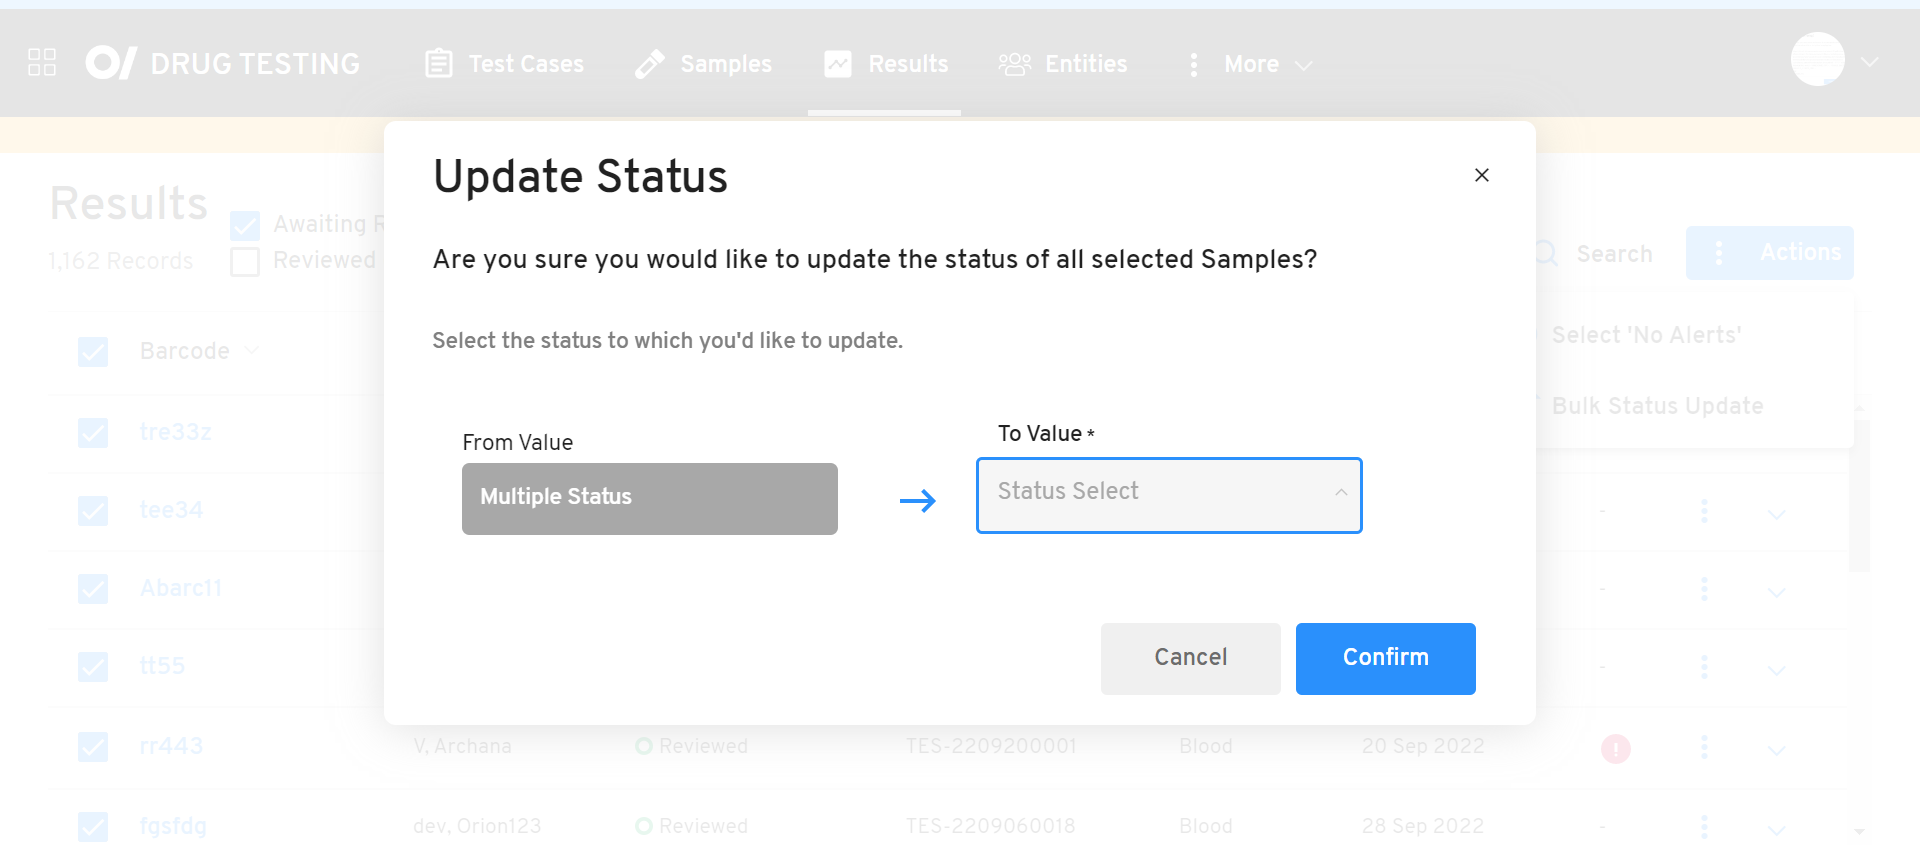 DRUG TESTING
Test Cases
Samples
Results
Entities
More
Results
1,162 Records
Awaiting R
Reviewed
Search
Actions
Select 'No Alerts'
Bulk Status Update
Update Status
Are you sure you would like to update the status of all selected Samples?
Select the status to which you'd like to update.
From Value
Multiple Status
To Value *
Status Select
Cancel
Confirm
Barcode
tre33z
tee34 -
Abarc11 -
tt55 -
rr443 V, Archana Reviewed TES-2209200001 Blood 20 Sep 2022 !
fgsfdg dev, Orion123 Reviewed TES-2209060018 Blood 28 Sep 2022 -